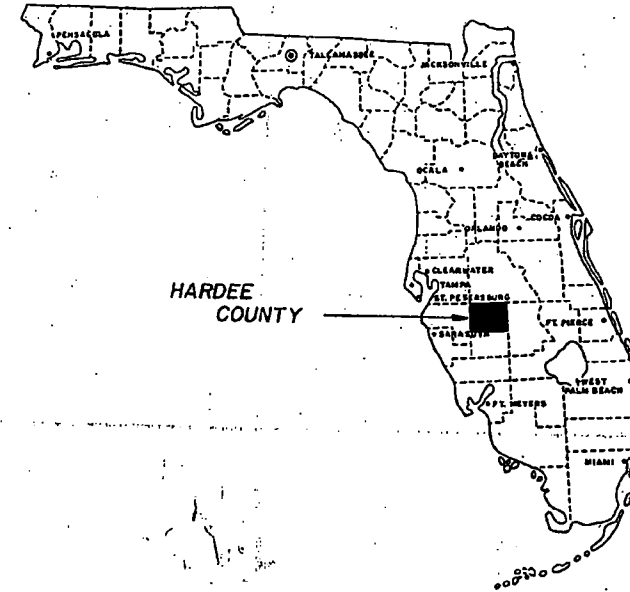 PENSACOLA
TALLAHASSEE
JACKSONVILLE
OCALA
DAYTONA
BEACH
ORLANDO
COCOA
CLEARWATER
TAMPA
ST. PETERSBURG
HARDEE
COUNTY
SARASOTA
FT. PIERCE
WEST
PALM BEACH
FT. MEYERS
MIAMI